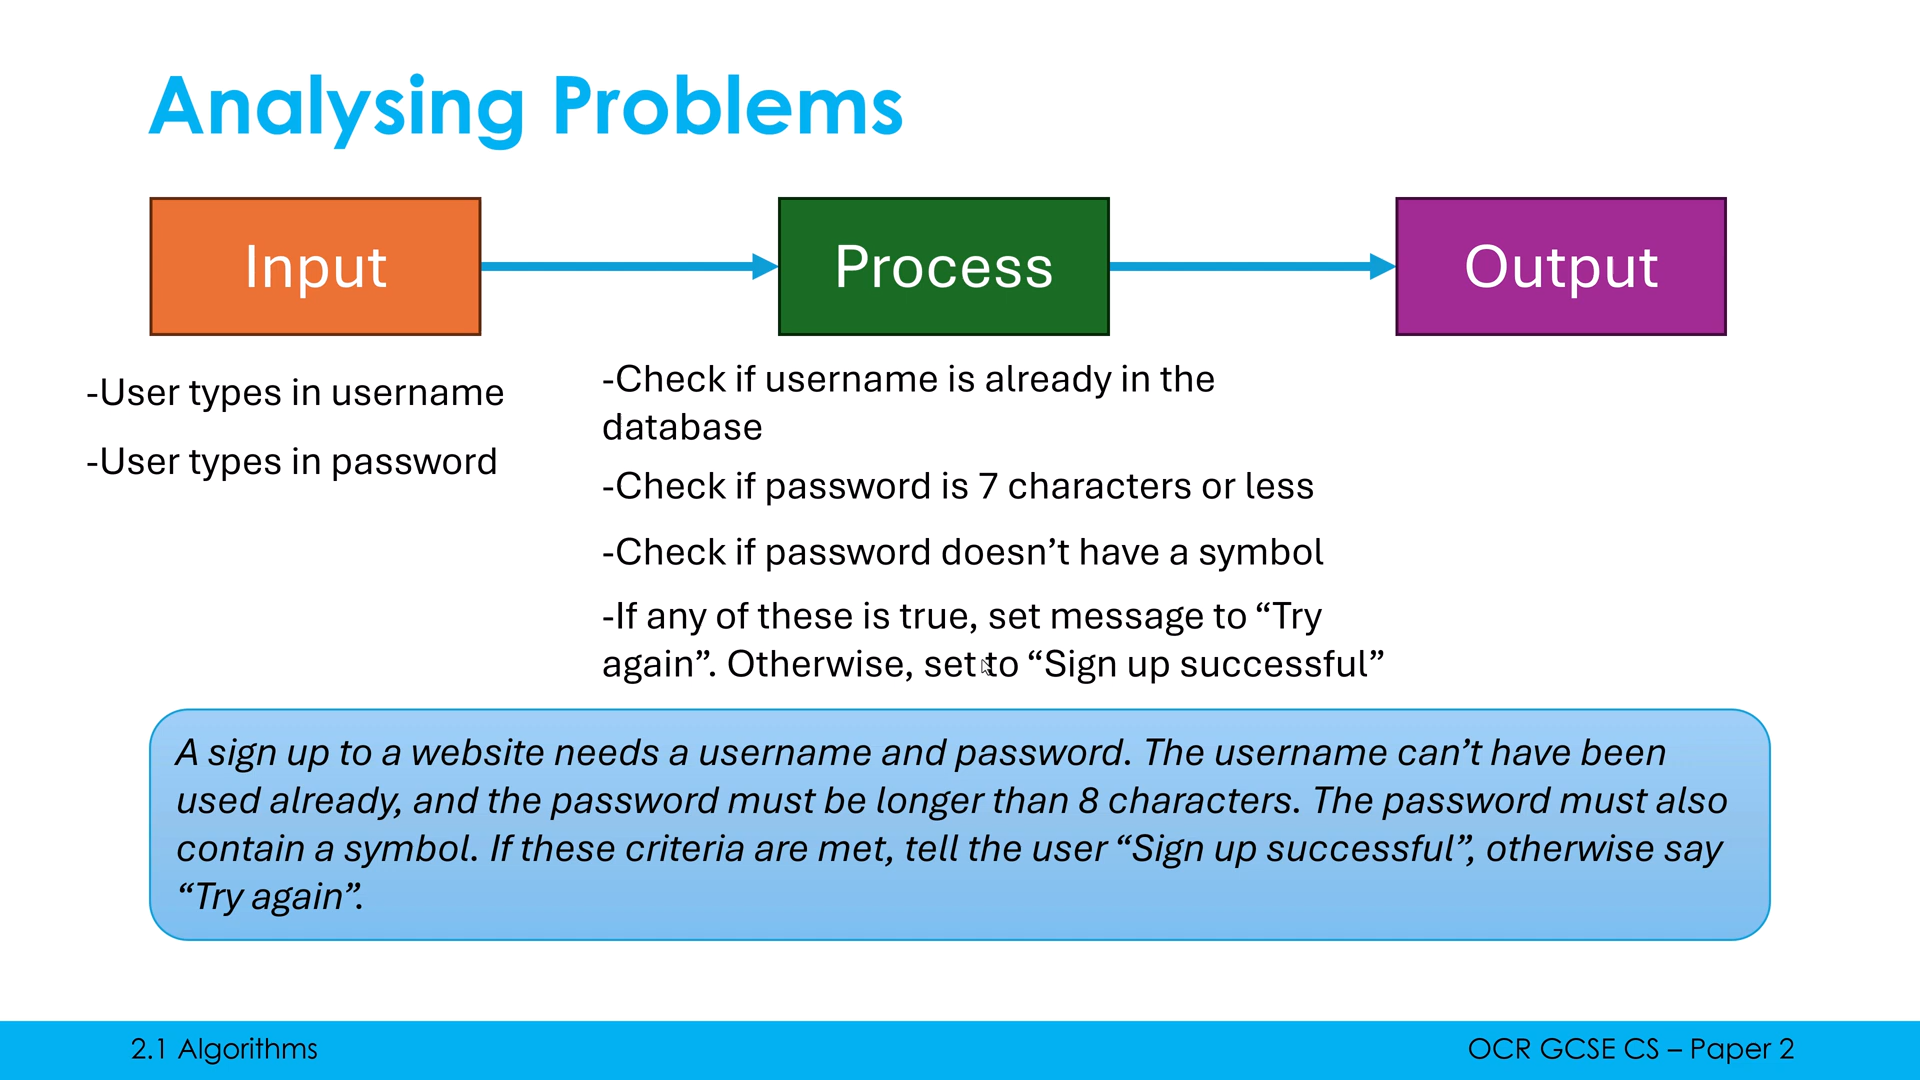 Analysing Problems
Input
Process
Output
-User types in username
-User types in password
-Check if username is already in the
database
-Check if password is 7 characters or less
-Check if password doesn’t have a symbol
-If any of these is true, set message to “Try
again”. Otherwise, set to “Sign up successful”
A sign up to a website needs a username and password. The username can’t have been
used already, and the password must be longer than 8 characters. The password must also
contain a symbol. If these criteria are met, tell the user “Sign up successful”, otherwise say
“Try again”.
2.1 Algorithms
OCR GCSE CS – Paper 2